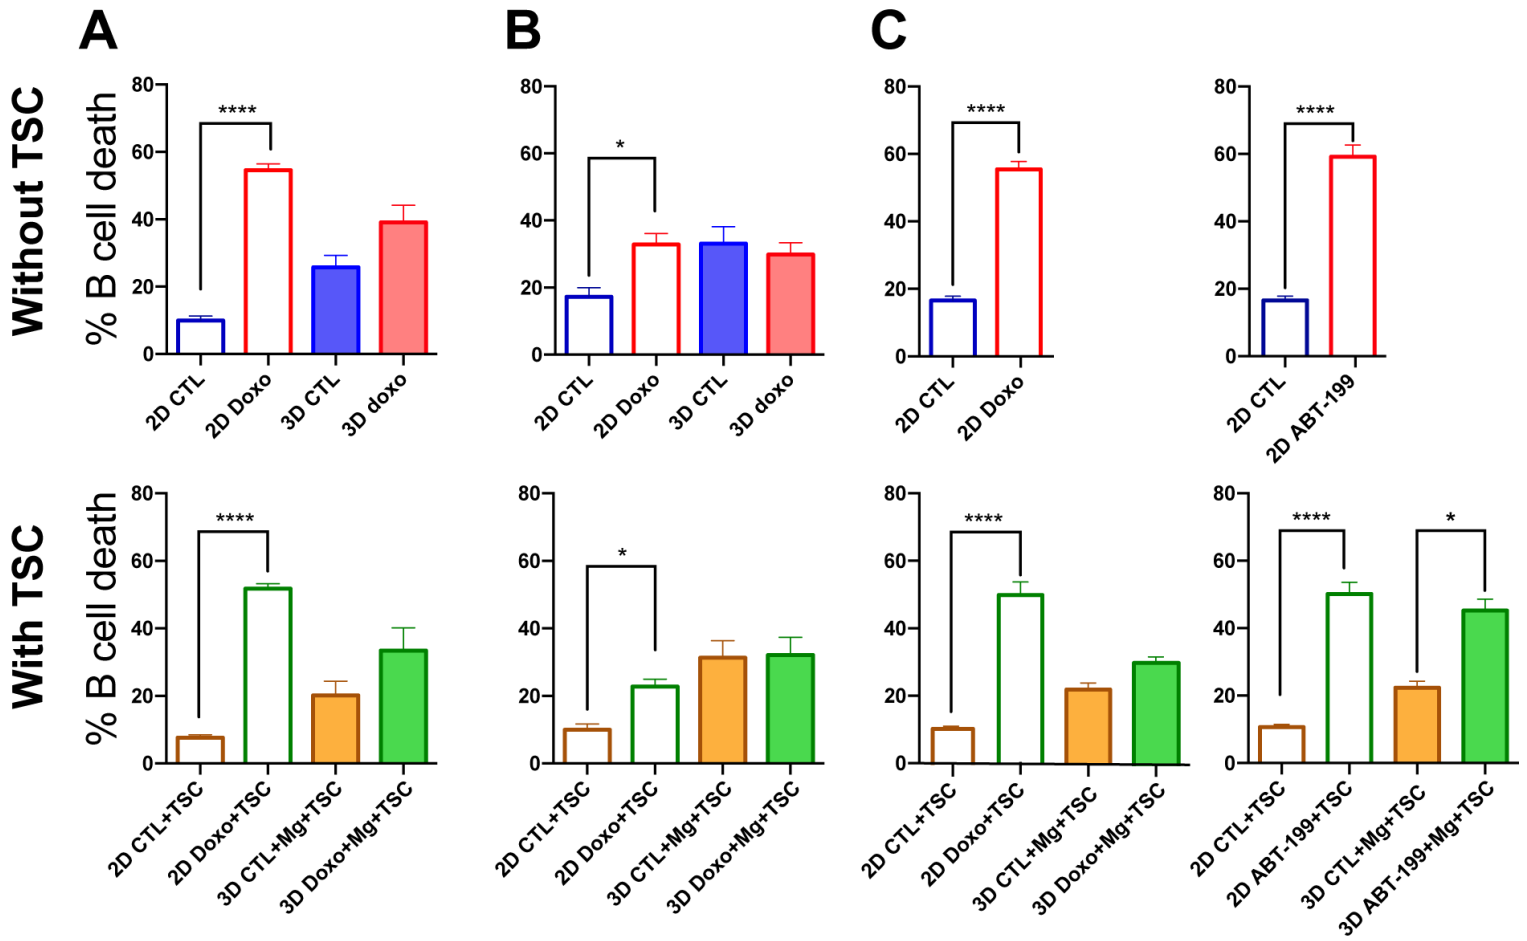 A B C
Without TSC
% B cell death
80
60
40
20
0
****
2D CTL
2D Doxo
3D CTL
3D doxo
80
60
40
20
0
*
2D CTL
2D Doxo
3D CTL
3D doxo
80
60
40
20
0
****
2D CTL
2D Doxo
80
60
40
20
0
****
2D CTL
2D ABT-199
With TSC
% B cell death
80
60
40
20
0
****
2D CTL+TSC
2D Doxo+TSC
3D CTL+Mg+TSC
3D Doxo+Mg+TSC
80
60
40
20
0
*
2D CTL+TSC
2D Doxo+TSC
3D CTL+Mg+TSC
3D Doxo+Mg+TSC
80
60
40
20
0
****
2D CTL+TSC
2D Doxo+TSC
3D CTL+Mg+TSC
3D Doxo+Mg+TSC
80
60
40
20
0
****
*
2D CTL+TSC
2D ABT-199+TSC
3D CTL+Mg+TSC
3D ABT-199+Mg+TSC